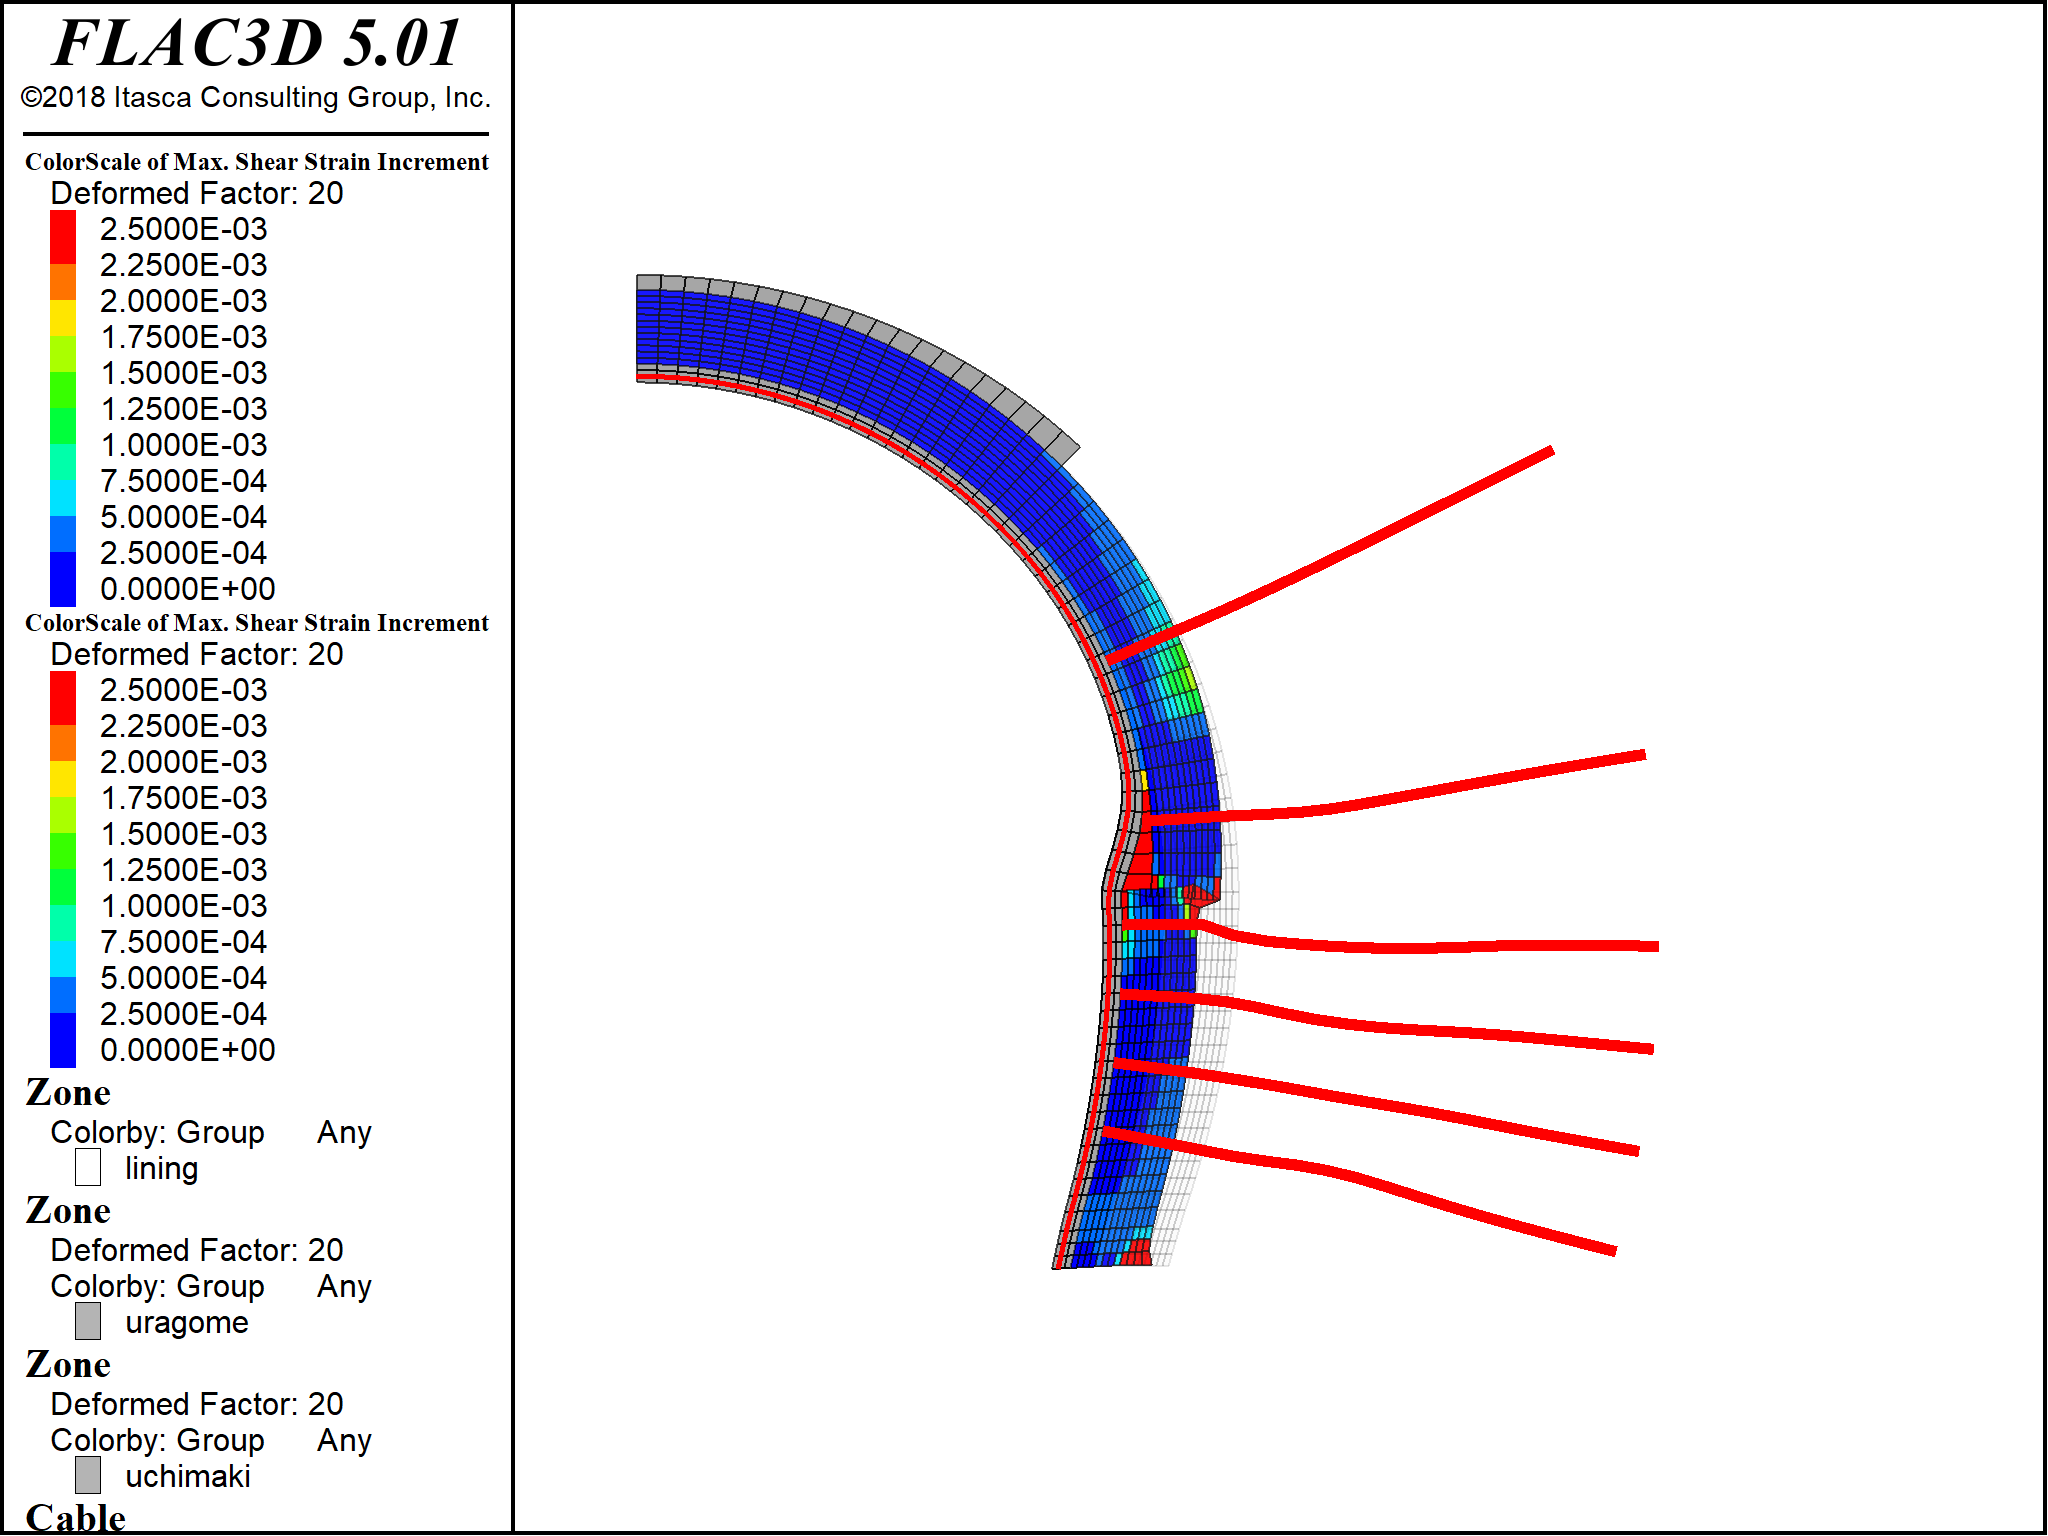 FLAC3D 5.01
©2018 Itasca Consulting Group, Inc.
ColorScale of Max. Shear Strain Increment
Deformed Factor: 20
2.5000E-03
2.2500E-03
2.0000E-03
1.7500E-03
1.5000E-03
1.2500E-03
1.0000E-03
7.5000E-04
5.0000E-04
2.5000E-04
0.0000E+00
ColorScale of Max. Shear Strain Increment
Deformed Factor: 20
2.5000E-03
2.2500E-03
2.0000E-03
1.7500E-03
1.5000E-03
1.2500E-03
1.0000E-03
7.5000E-04
5.0000E-04
2.5000E-04
0.0000E+00
Zone
Colorby: Group Any
lining
Zone
Deformed Factor: 20
Colorby: Group Any
uragome
Zone
Deformed Factor: 20
Colorby: Group Any
uchimaki
Cable